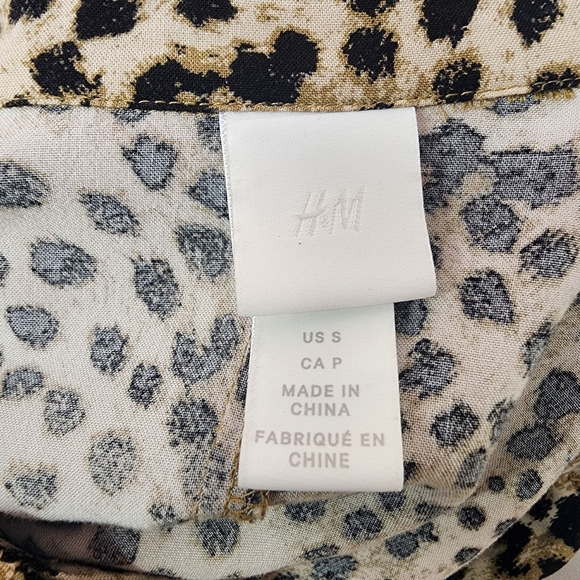 H&M
US S
CA P
MADE IN
CHINA
FABRIQUÉ EN
CHINE